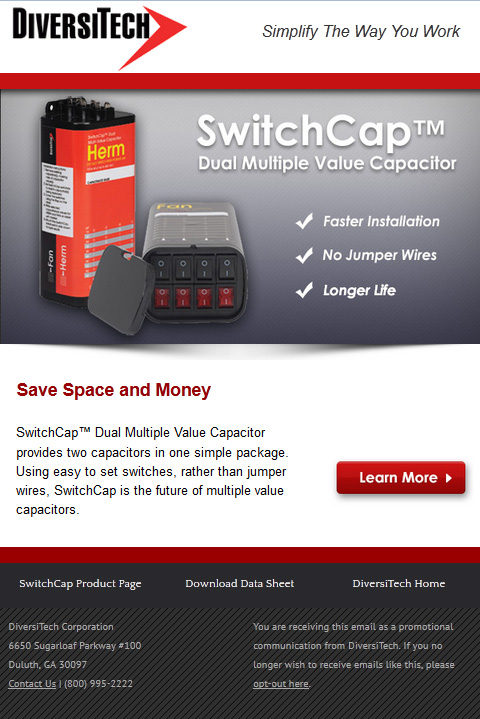 DIVERSITECH
Simplify The Way You Work
SwitchCap™
Dual Multiple Value Capacitor
Herm
Fan
Faster Installation
No Jumper Wires
Longer Life
Fan
Herm
Save Space and Money
SwitchCap™ Dual Multiple Value Capacitor
provides two capacitors in one simple package.
Using easy to set switches, rather than jumper
wires, SwitchCap is the future of multiple value
capacitors.
Learn More
SwitchCap Product Page
Download Data Sheet
DiversiTech Home
DiversiTech Corporation
6650 Sugarloaf Parkway #100
Duluth, GA 30097
Contact Us | (800) 995-2222
You are receiving this email as a promotional
communication from DiversiTech. If you no
longer wish to receive emails like this, please
opt-out here.